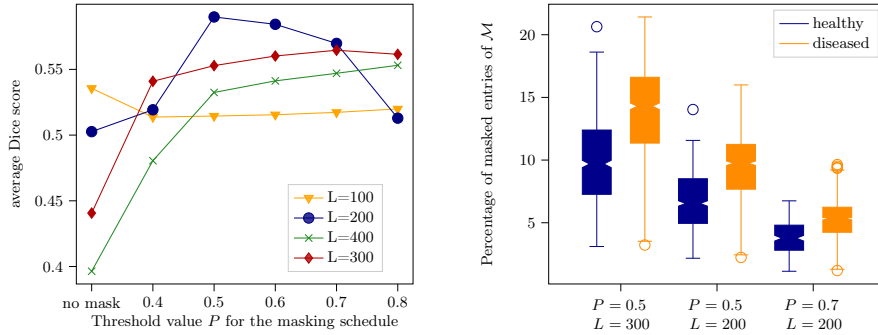 average Dice score
0.55
0.5
0.45
0.4
no mask 0.4 0.5 0.6 0.7 0.8
Threshold value P for the masking schedule
L=100
L=200
L=400
L=300
Percentage of masked entries of ℳ
20
15
10
5
healthy
diseased
P = 0.5 P = 0.5 P = 0.7
L = 300 L = 200 L = 200